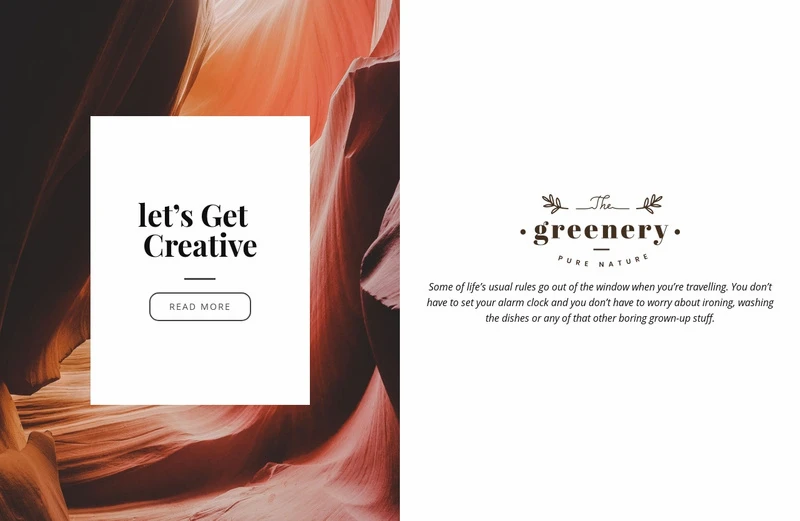 let’s Get
Creative
READ MORE
The
• greenery •
PURE NATURE
Some of life’s usual rules go out of the window when you’re travelling. You don’t
have to set your alarm clock and you don’t have to worry about ironing, washing
the dishes or any of that other boring grown-up stuff.